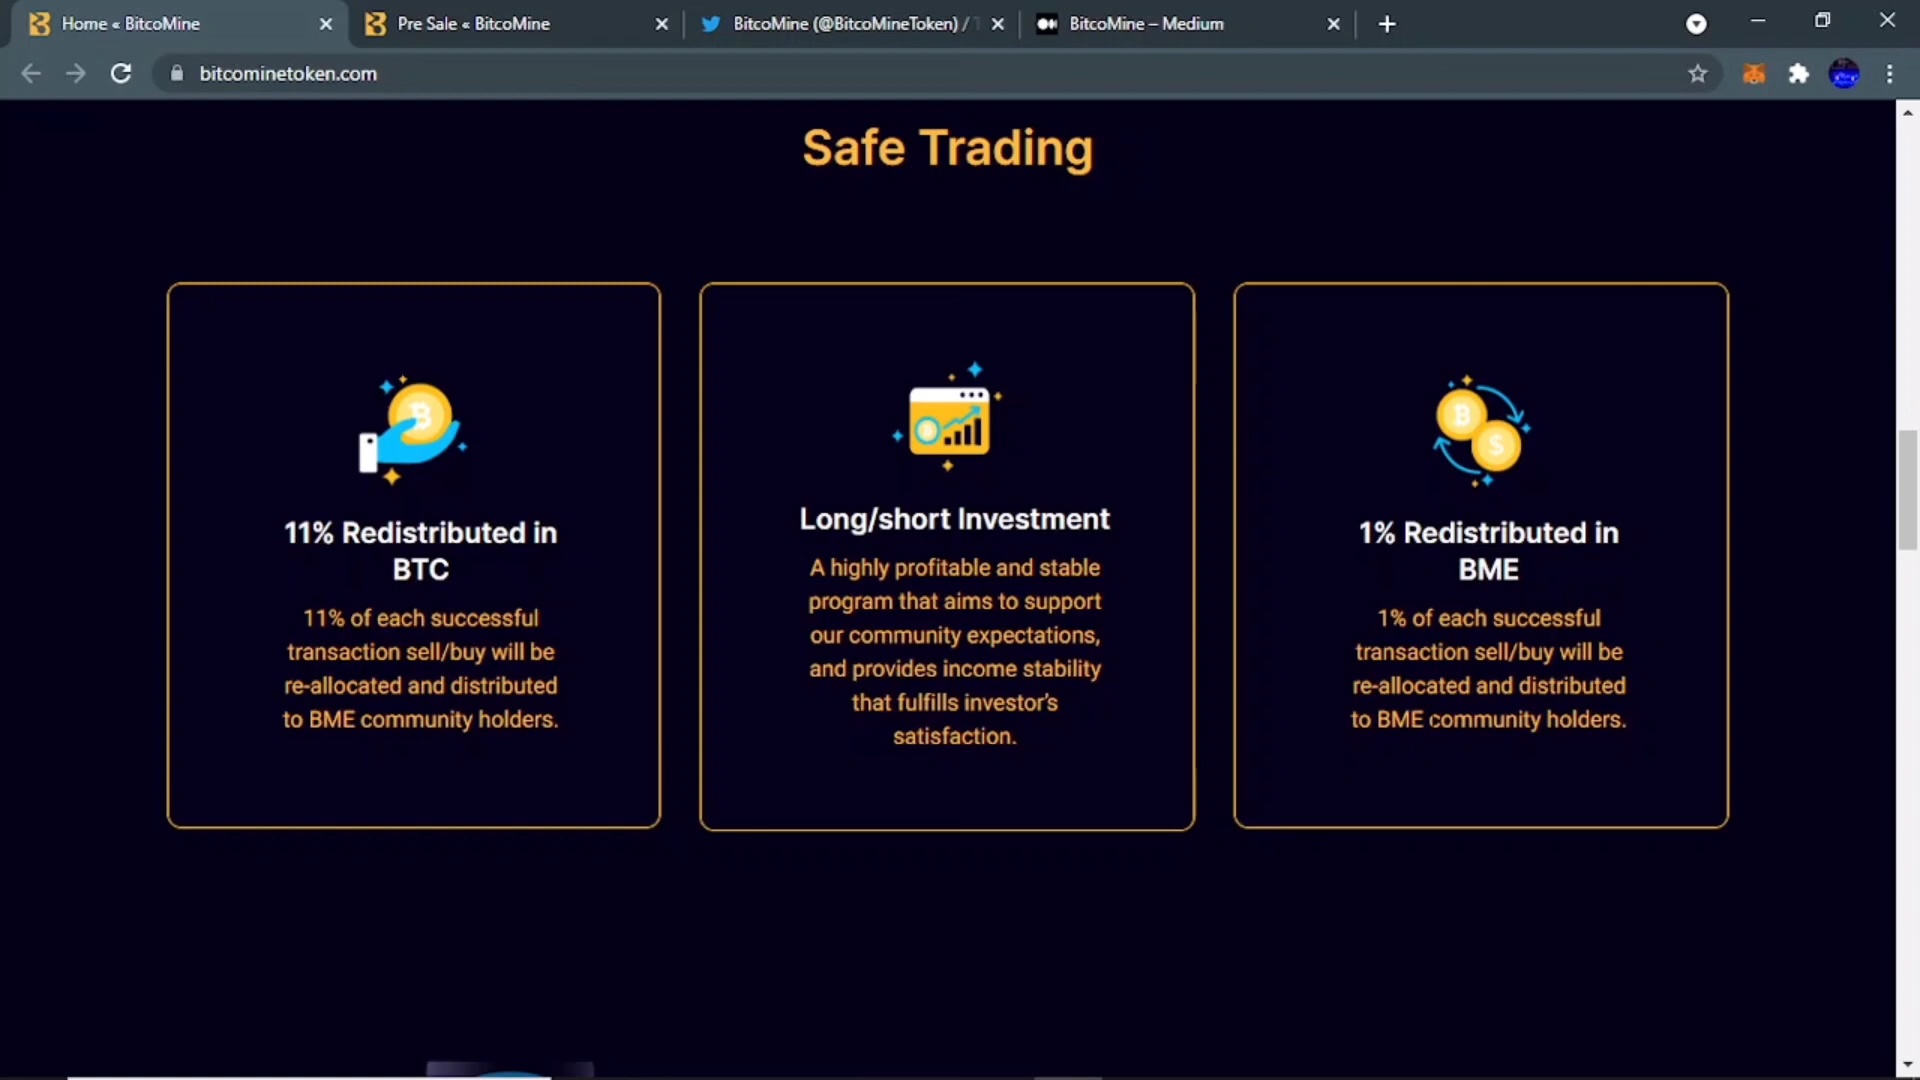 Home « BitcoMine
Pre Sale « BitcoMine
BitcoMine (@BitcoMineToken) /
BitcoMine – Medium
bitcominetoken.com
Safe Trading
11% Redistributed in
BTC
11% of each successful
transaction sell/buy will be
re-allocated and distributed
to BME community holders.
Long/short Investment
A highly profitable and stable
program that aims to support
our community expectations,
and provides income stability
that fulfills investor's
satisfaction.
1% Redistributed in
BME
1% of each successful
transaction sell/buy will be
re-allocated and distributed
to BME community holders.